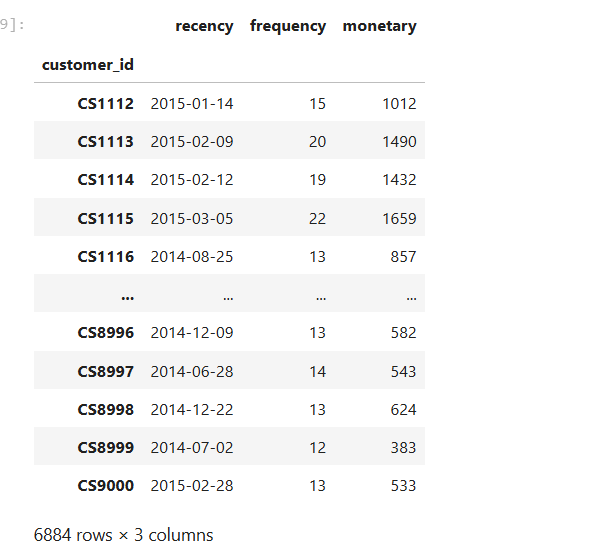 9]:
recency frequency monetary
customer_id
CS1112 2015-01-14 15 1012
CS1113 2015-02-09 20 1490
CS1114 2015-02-12 19 1432
CS1115 2015-03-05 22 1659
CS1116 2014-08-25 13 857
... ... ... ...
CS8996 2014-12-09 13 582
CS8997 2014-06-28 14 543
CS8998 2014-12-22 13 624
CS8999 2014-07-02 12 383
CS9000 2015-02-28 13 533
6884 rows × 3 columns